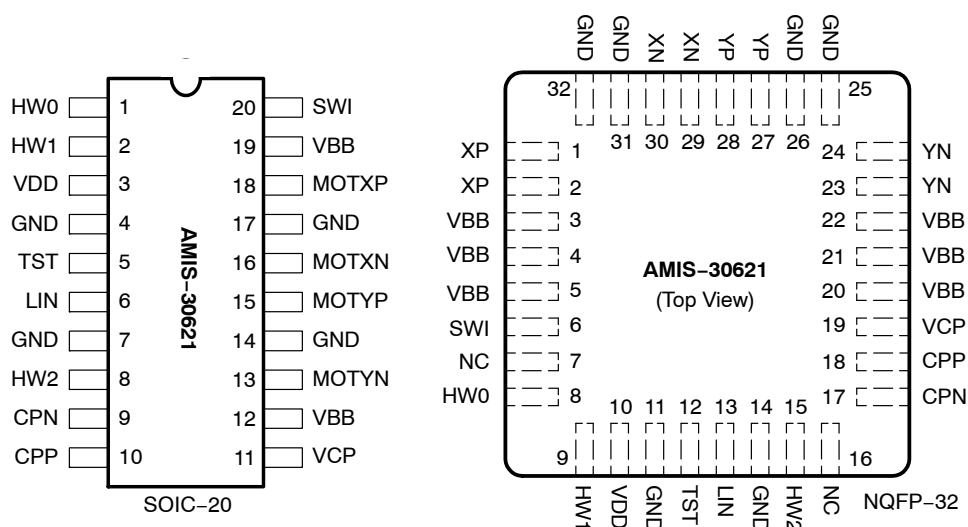 HW0 1 20 SWI
HW1 2 19 VBB
VDD 3 18 MOTXP
GND 4 17 GND
TST 5 16 MOTXN
LIN 6 15 MOTYP
GND 7 14 GND
HW2 8 13 MOTYN
CPN 9 12 VBB
CPP 10 11 VCP
AMIS−30621
SOIC−20
GND GND XN XN YP YP GND GND
32 31 30 29 28 27 26 25
XP 1 24 YN
XP 2 23 YN
VBB 3 22 VBB
VBB 4 21 VBB
VBB 5 20 VBB
SWI 6 19 VCP
NC 7 18 CPP
HW0 8 17 CPN
AMIS−30621
(Top View)
9 10 11 12 13 14 15 16
HW1 VDD GND TST LIN GND HW2 NC
NQFP−32